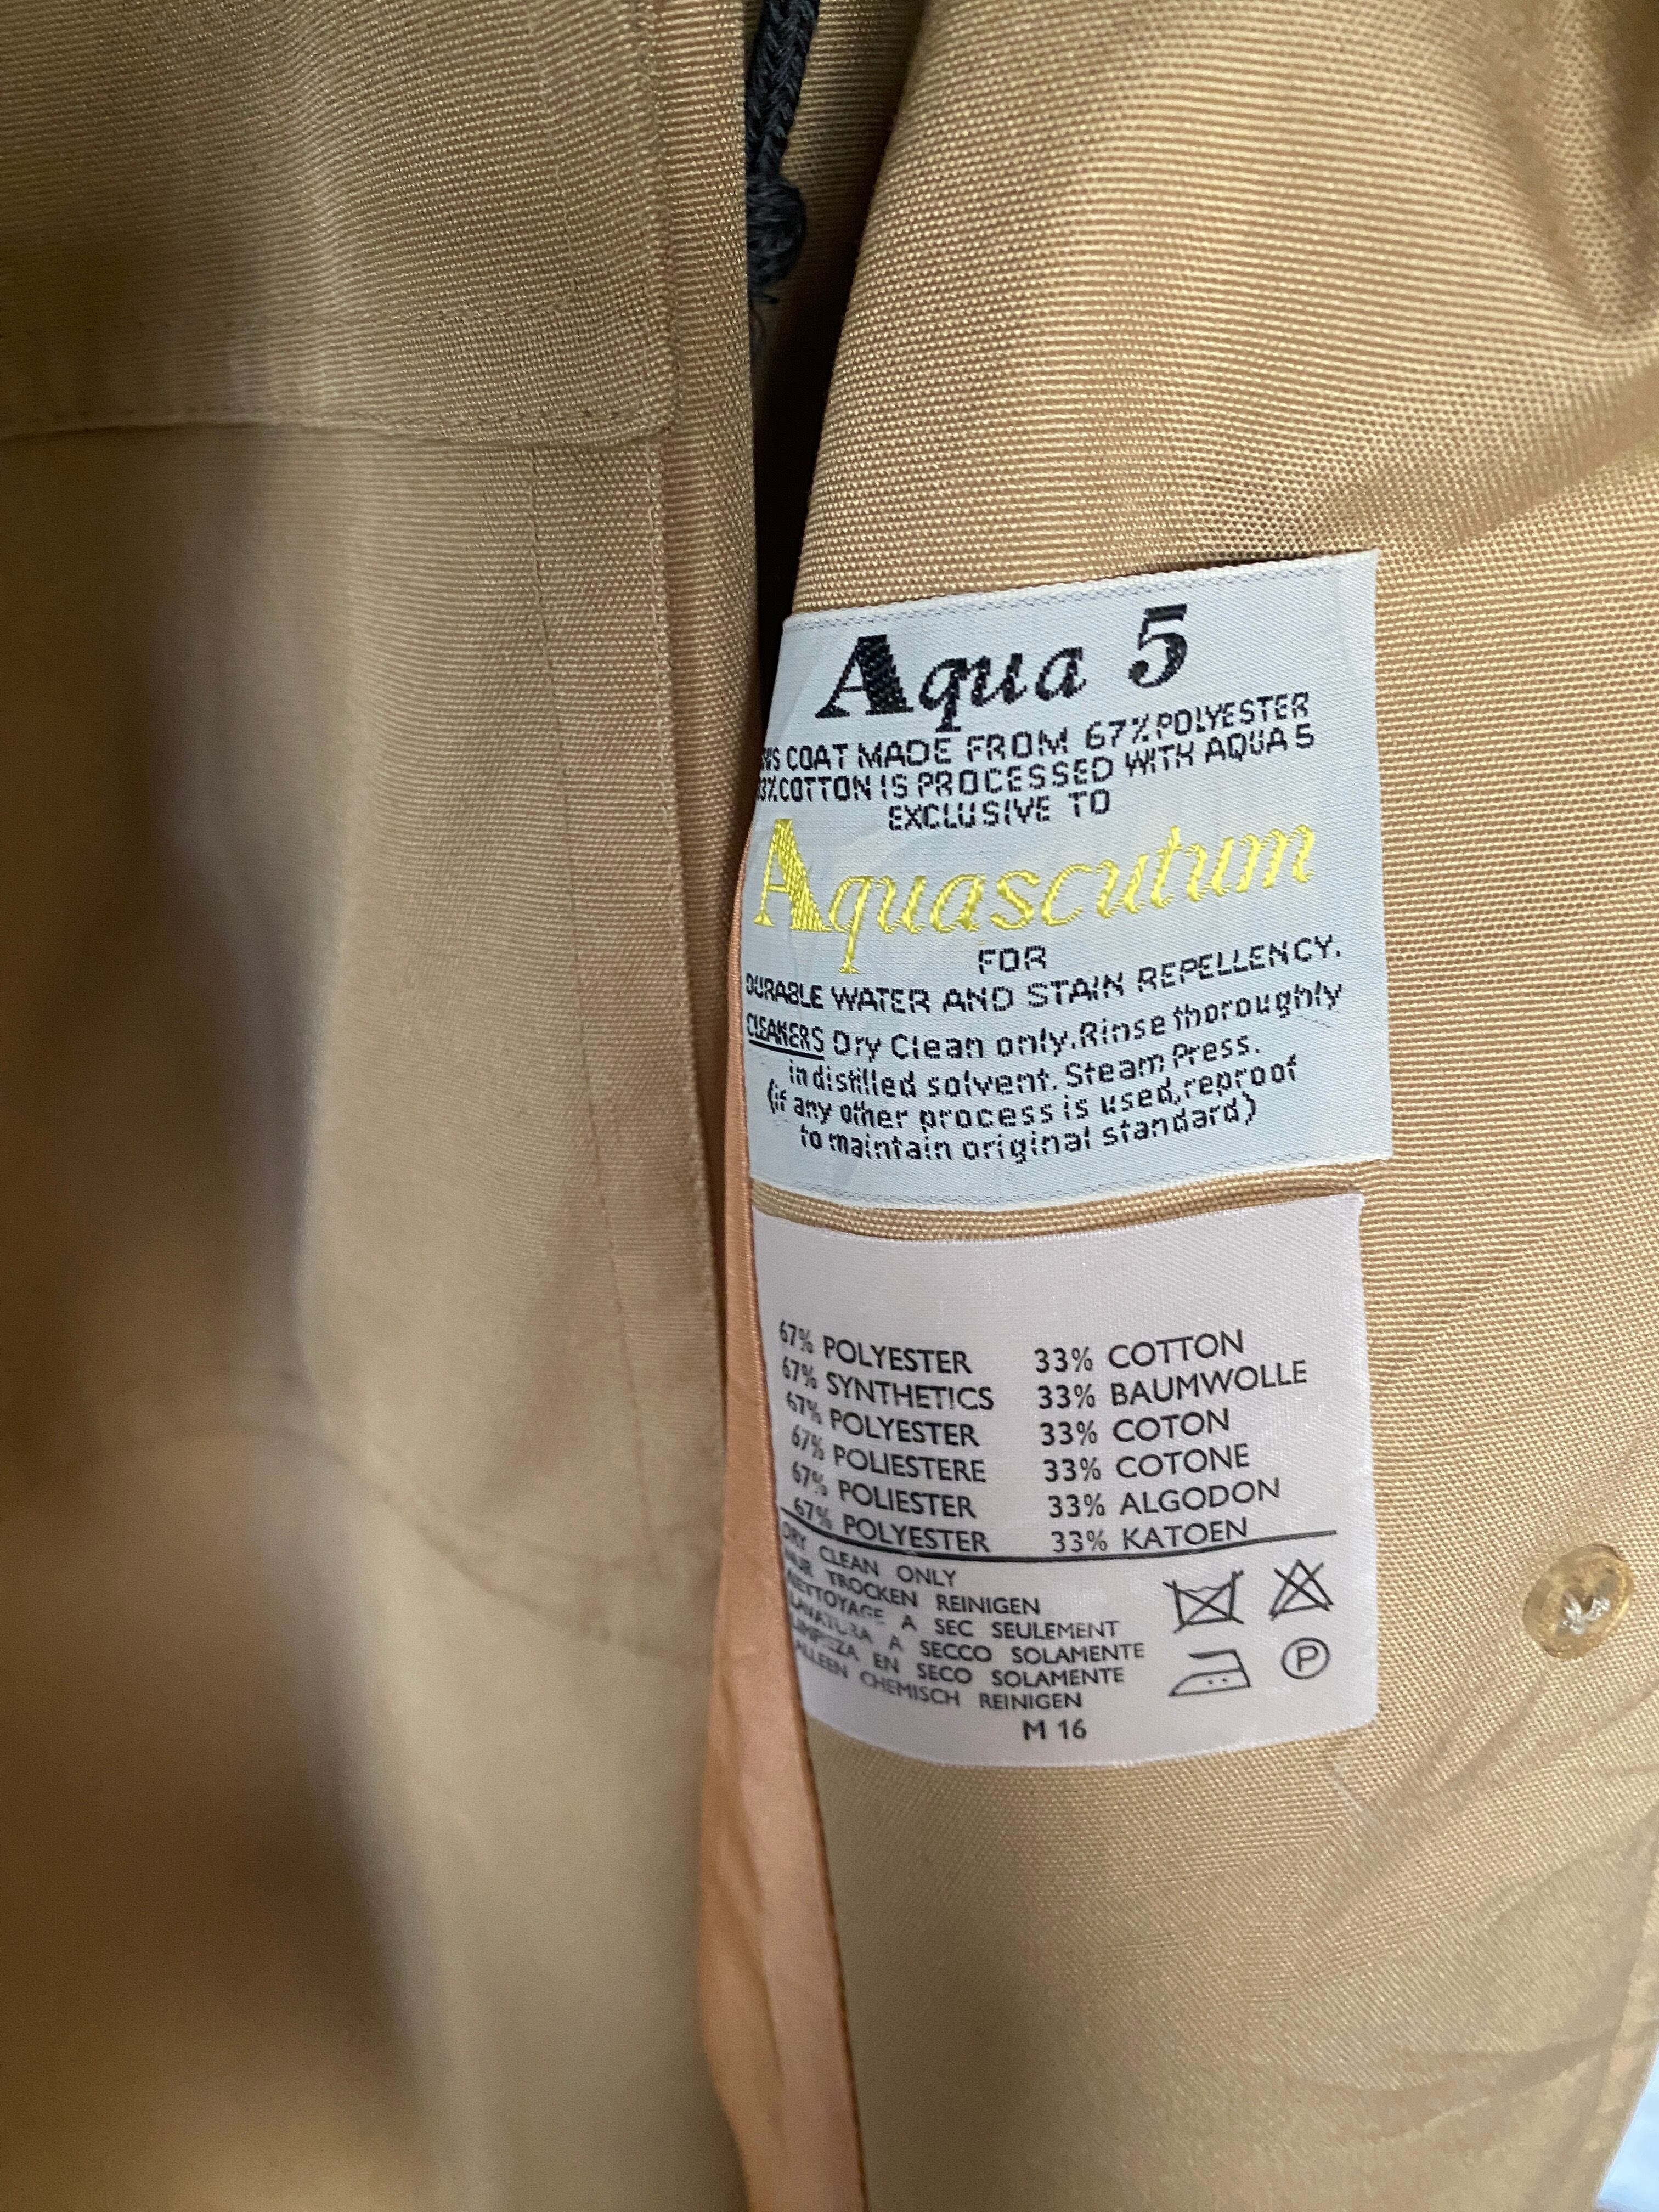 Aqua 5
COAT MADE FROM 67% POLYESTER
33% COTTON IS PROCESSED WITH AQUA 5
EXCLUSIVE TO
Aquascutum
FOR
DURABLE WATER AND STAIN REPELLENCY.
CLEANERS Dry Clean only. Rinse thoroughly
in distilled solvent. Steam Press.
(if any other process is used, reproof
to maintain original standard)
67% POLYESTER 33% COTTON
67% SYNTHETICS 33% BAUMWOLLE
67% POLYESTER 33% COTON
67% POLIESTERE 33% COTONE
67% POLIESTER 33% ALGODON
67% POLYESTER 33% KATOEN
DRY CLEAN ONLY
NUR TROCKEN REINIGEN
NETTOYAGE A SEC SEULEMENT
LAVATURA A SECCO SOLAMENTE
LIMPIEZA EN SECO SOLAMENTE
ALLEEN CHEMISCH REINIGEN
P
M 16